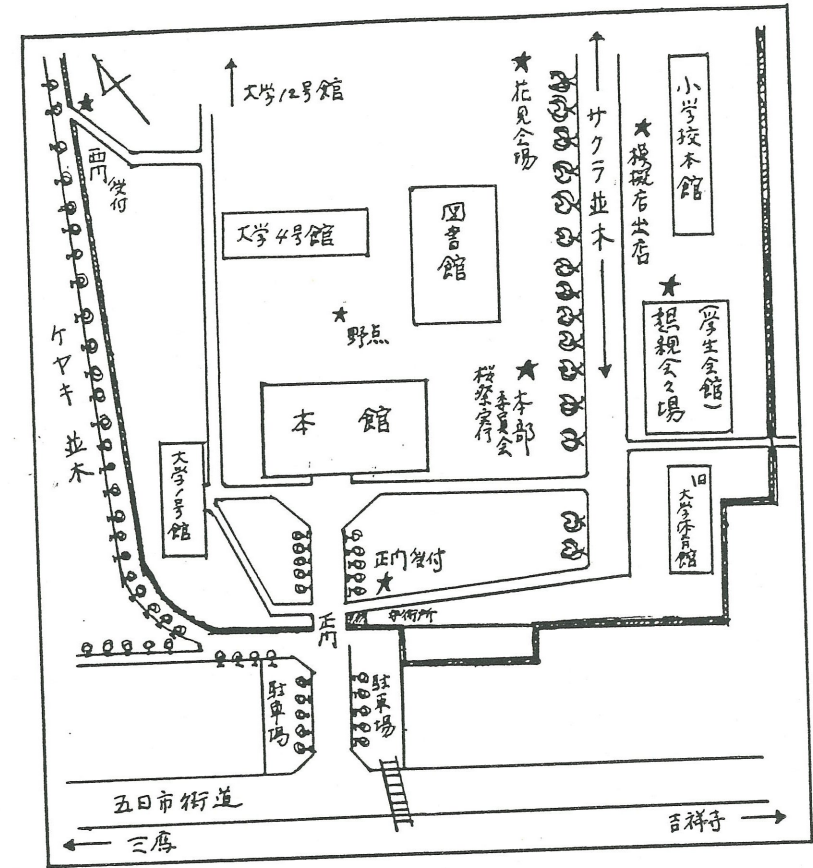 大学12号館
西門
受付
大学4号館
図書館
★花見会場
サクラ並木
★模擬店出店
小学校本館
★
懇親会々場
(学生会館)
★
野点
ケヤキ並木
本館
桜祭実行
委員会
★本部
大学1号館
正門受付
★
旧
大学体育館
正門
守衛所
駐車場
駐車場
五日市街道
← 三鷹
吉祥寺 →